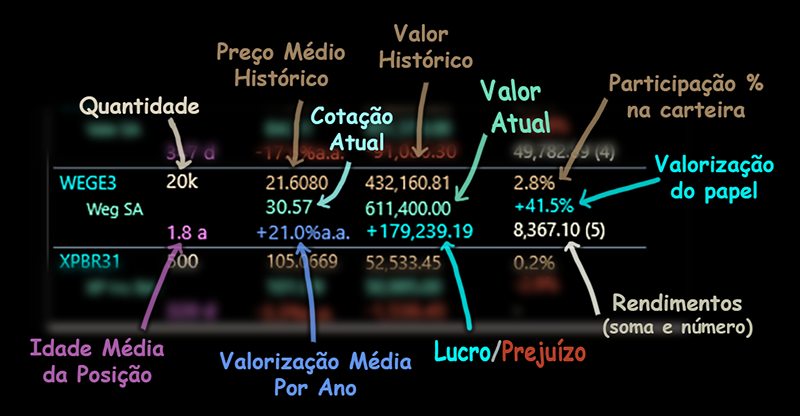 Valor
Histórico
Preço Médio
Histórico
Participação %
na carteira
Quantidade
Cotação
Atual
Valor
Atual
Valorização
do papel
49,782.
(4)
WEGE3 20k 21.6080 432,160.81 2.8%
Weg SA 30.57 611,400.00 +41.5%
1.8 a +21.0%a.a. +179,239.19 8,367.10 (5)
XPBR31 500 105.0669 52,533.45 0.2%
Rendimentos
(soma e número)
Idade Média
da Posição
Valorização Média
Por Ano
Lucro/Prejuízo